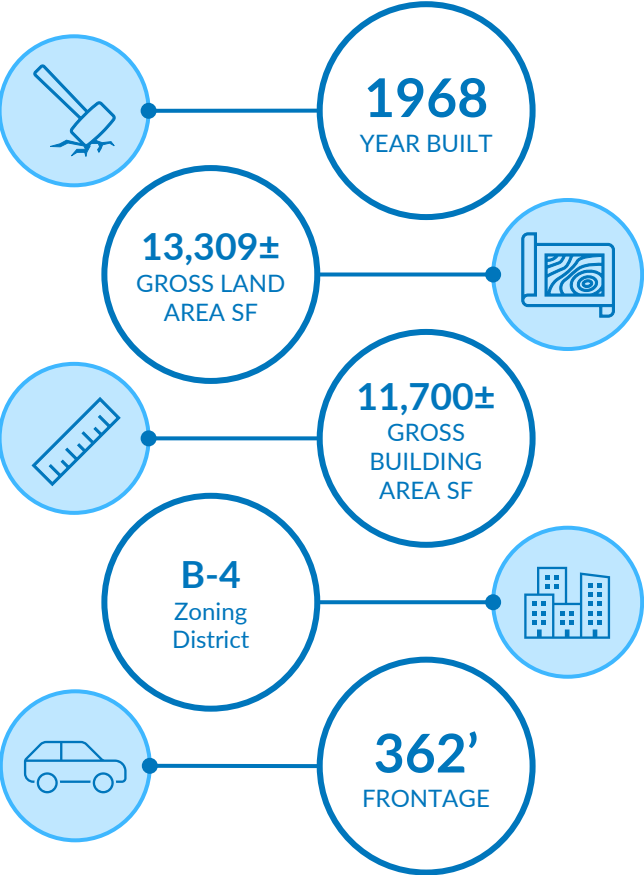 1968
YEAR BUILT
13,309±
GROSS LAND
AREA SF
11,700±
GROSS
BUILDING
AREA SF
B-4
Zoning
District
362’
FRONTAGE